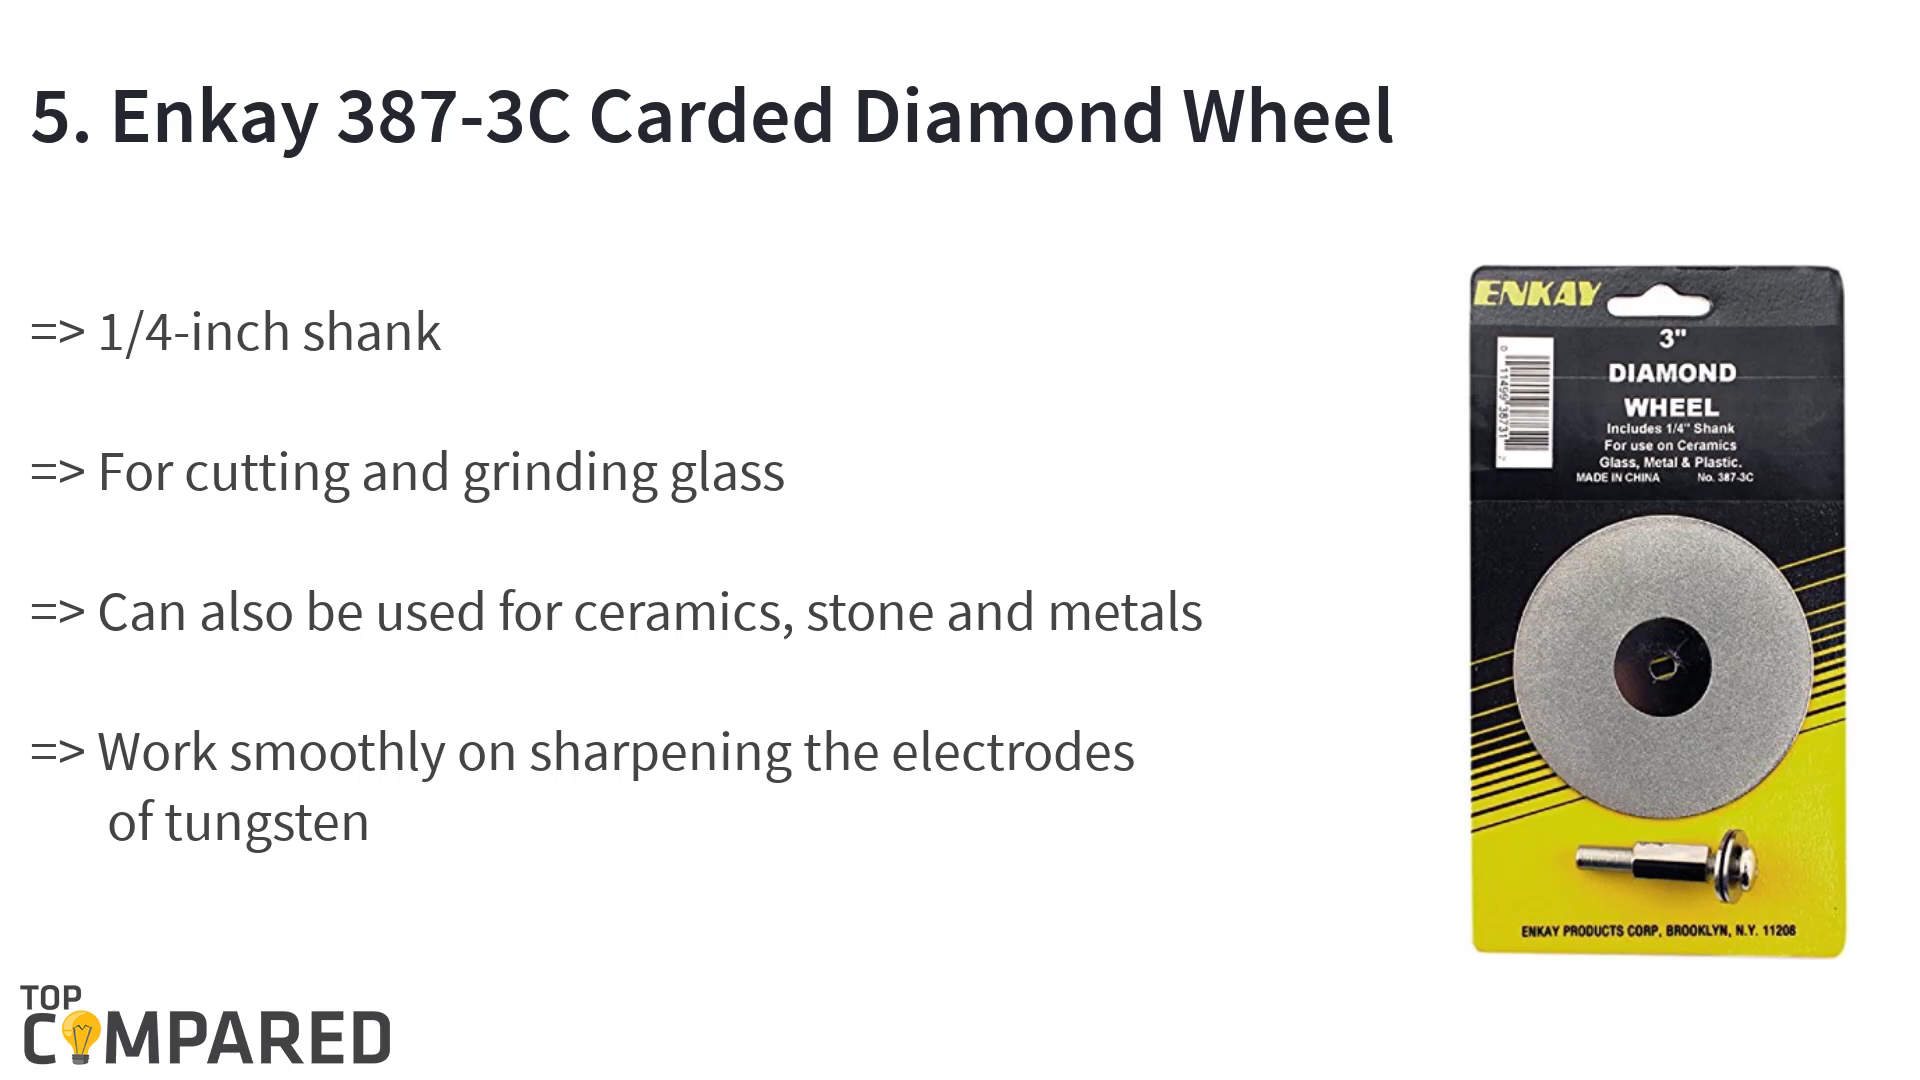 5. Enkay 387-3C Carded Diamond Wheel
=> 1/4-inch shank
=> For cutting and grinding glass
=> Can also be used for ceramics, stone and metals
=> Work smoothly on sharpening the electrodes
of tungsten
ENKAY
3"
DIAMOND
WHEEL
Includes 1/4" Shank
For use on Ceramics
Glass, Metal & Plastic.
MADE IN CHINA No. 387-3C
ENKAY PRODUCTS CORP, BROOKLYN, N.Y. 11208
TOP
COMPARED